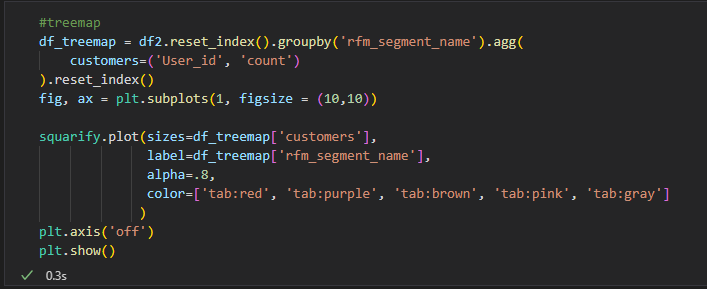 #treemap
df_treemap = df2.reset_index().groupby('rfm_segment_name').agg(
    customers=('User_id', 'count')
).reset_index()
fig, ax = plt.subplots(1, figsize = (10,10))

squarify.plot(sizes=df_treemap['customers'],
              label=df_treemap['rfm_segment_name'],
              alpha=.8,
              color=['tab:red', 'tab:purple', 'tab:brown', 'tab:pink', 'tab:gray']
             )
plt.axis('off')
plt.show()
✓ 0.3s